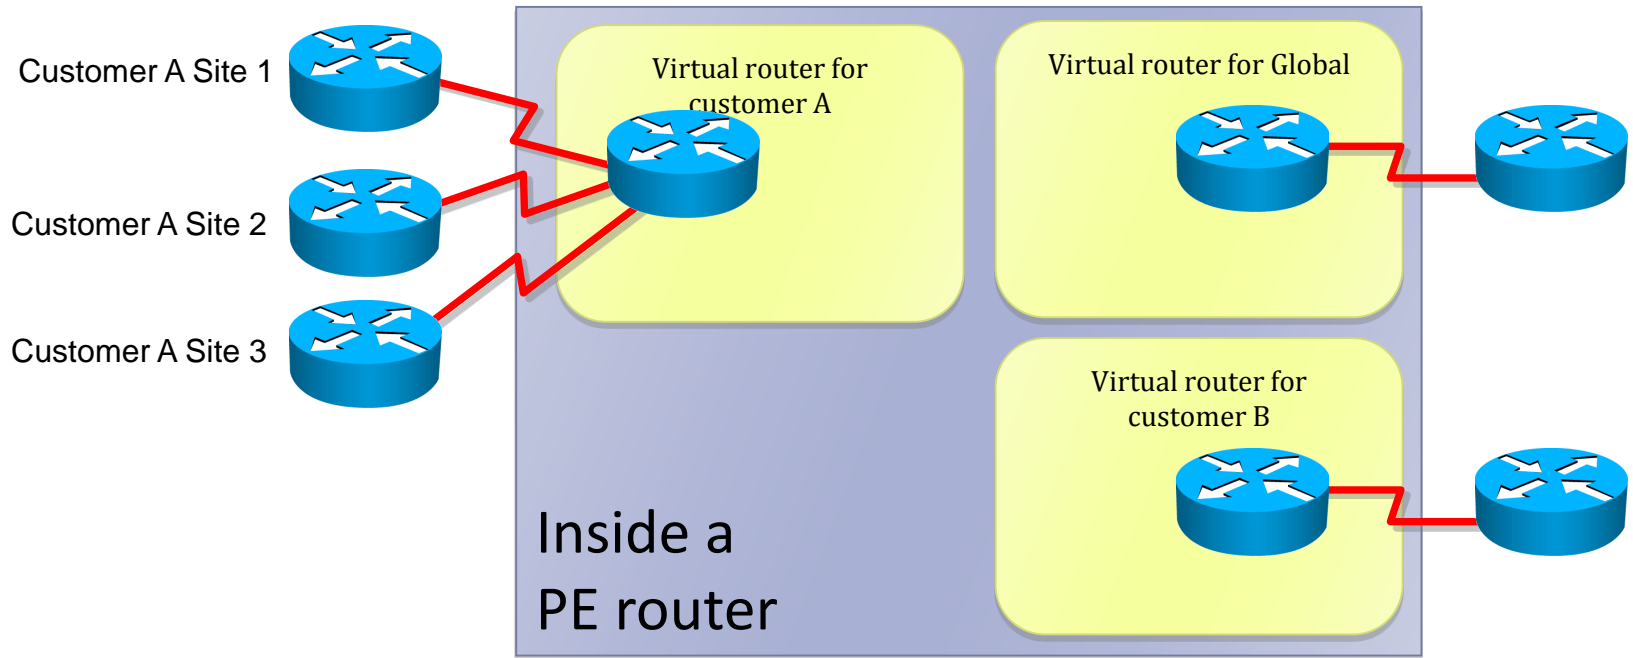 Customer A Site 1
Customer A Site 2
Customer A Site 3
Virtual router for
customer A
Virtual router for Global
Virtual router for
customer B
Inside a
PE router